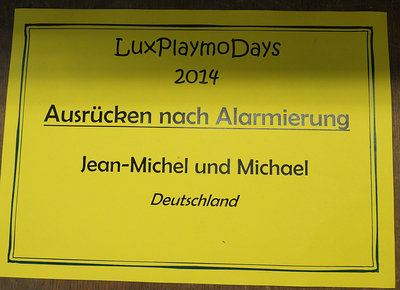 LuxPlaymoDays
2014
Ausrücken nach Alarmierung
Jean-Michel und Michael
Deutschland